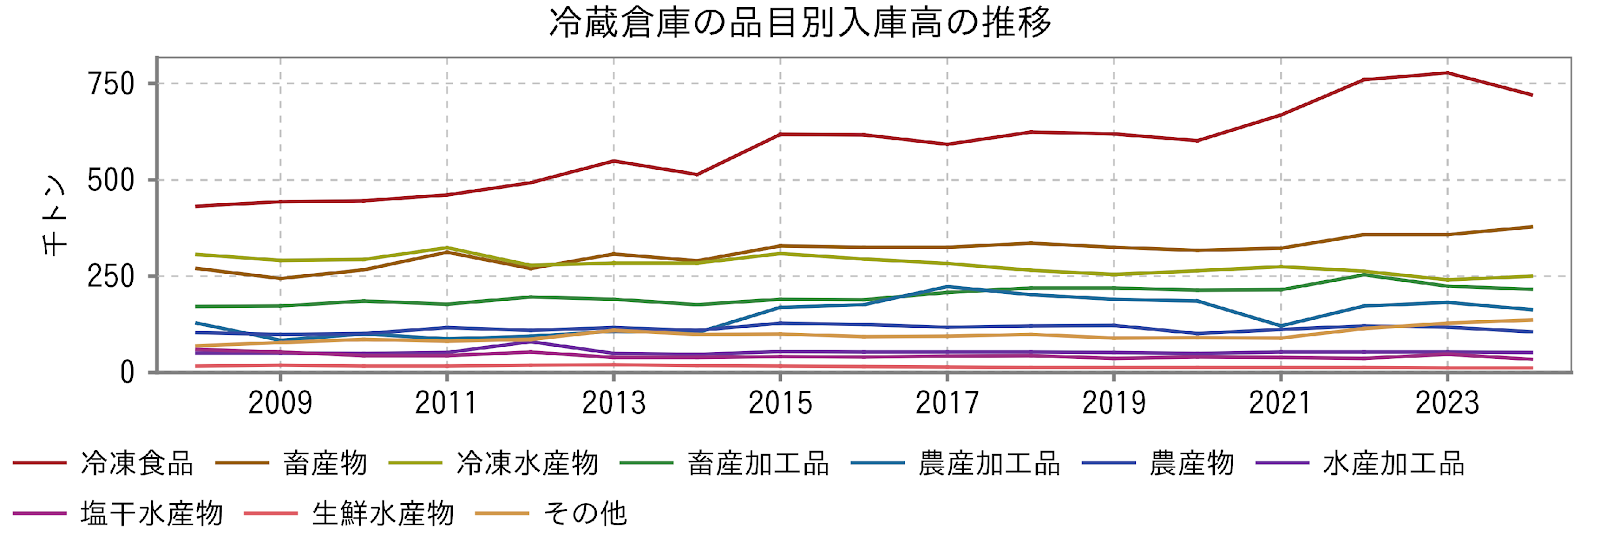 冷蔵倉庫の品目別入庫高の推移
千トン
750
500
250
0
2009 2011 2013 2015 2017 2019 2021 2023
冷凍食品 畜産物 冷凍水産物 畜産加工品 農産加工品 農産物 水産加工品
塩干水産物 生鮮水産物 その他